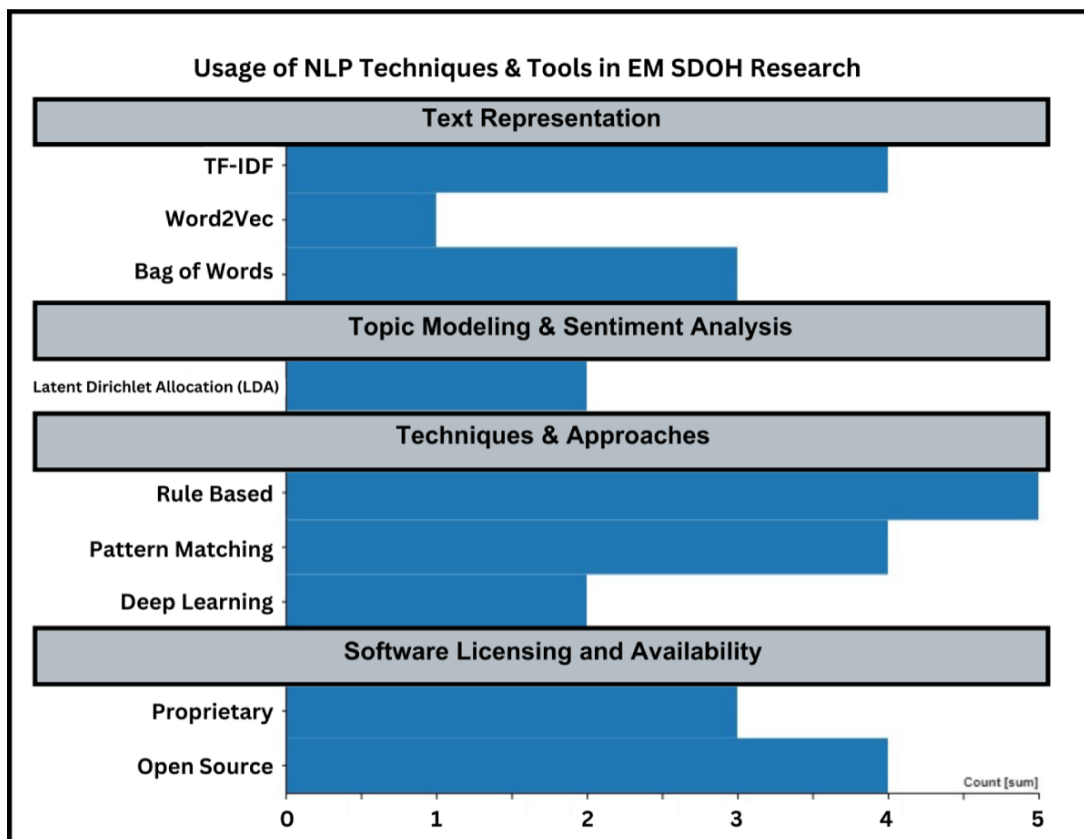 Usage of NLP Techniques & Tools in EM SDOH Research
Text Representation
TF-IDF
Word2Vec
Bag of Words
Topic Modeling & Sentiment Analysis
Latent Dirichlet Allocation (LDA)
Techniques & Approaches
Rule Based
Pattern Matching
Deep Learning
Software Licensing and Availability
Proprietary
Open Source
Count [sum]
0 1 2 3 4 5